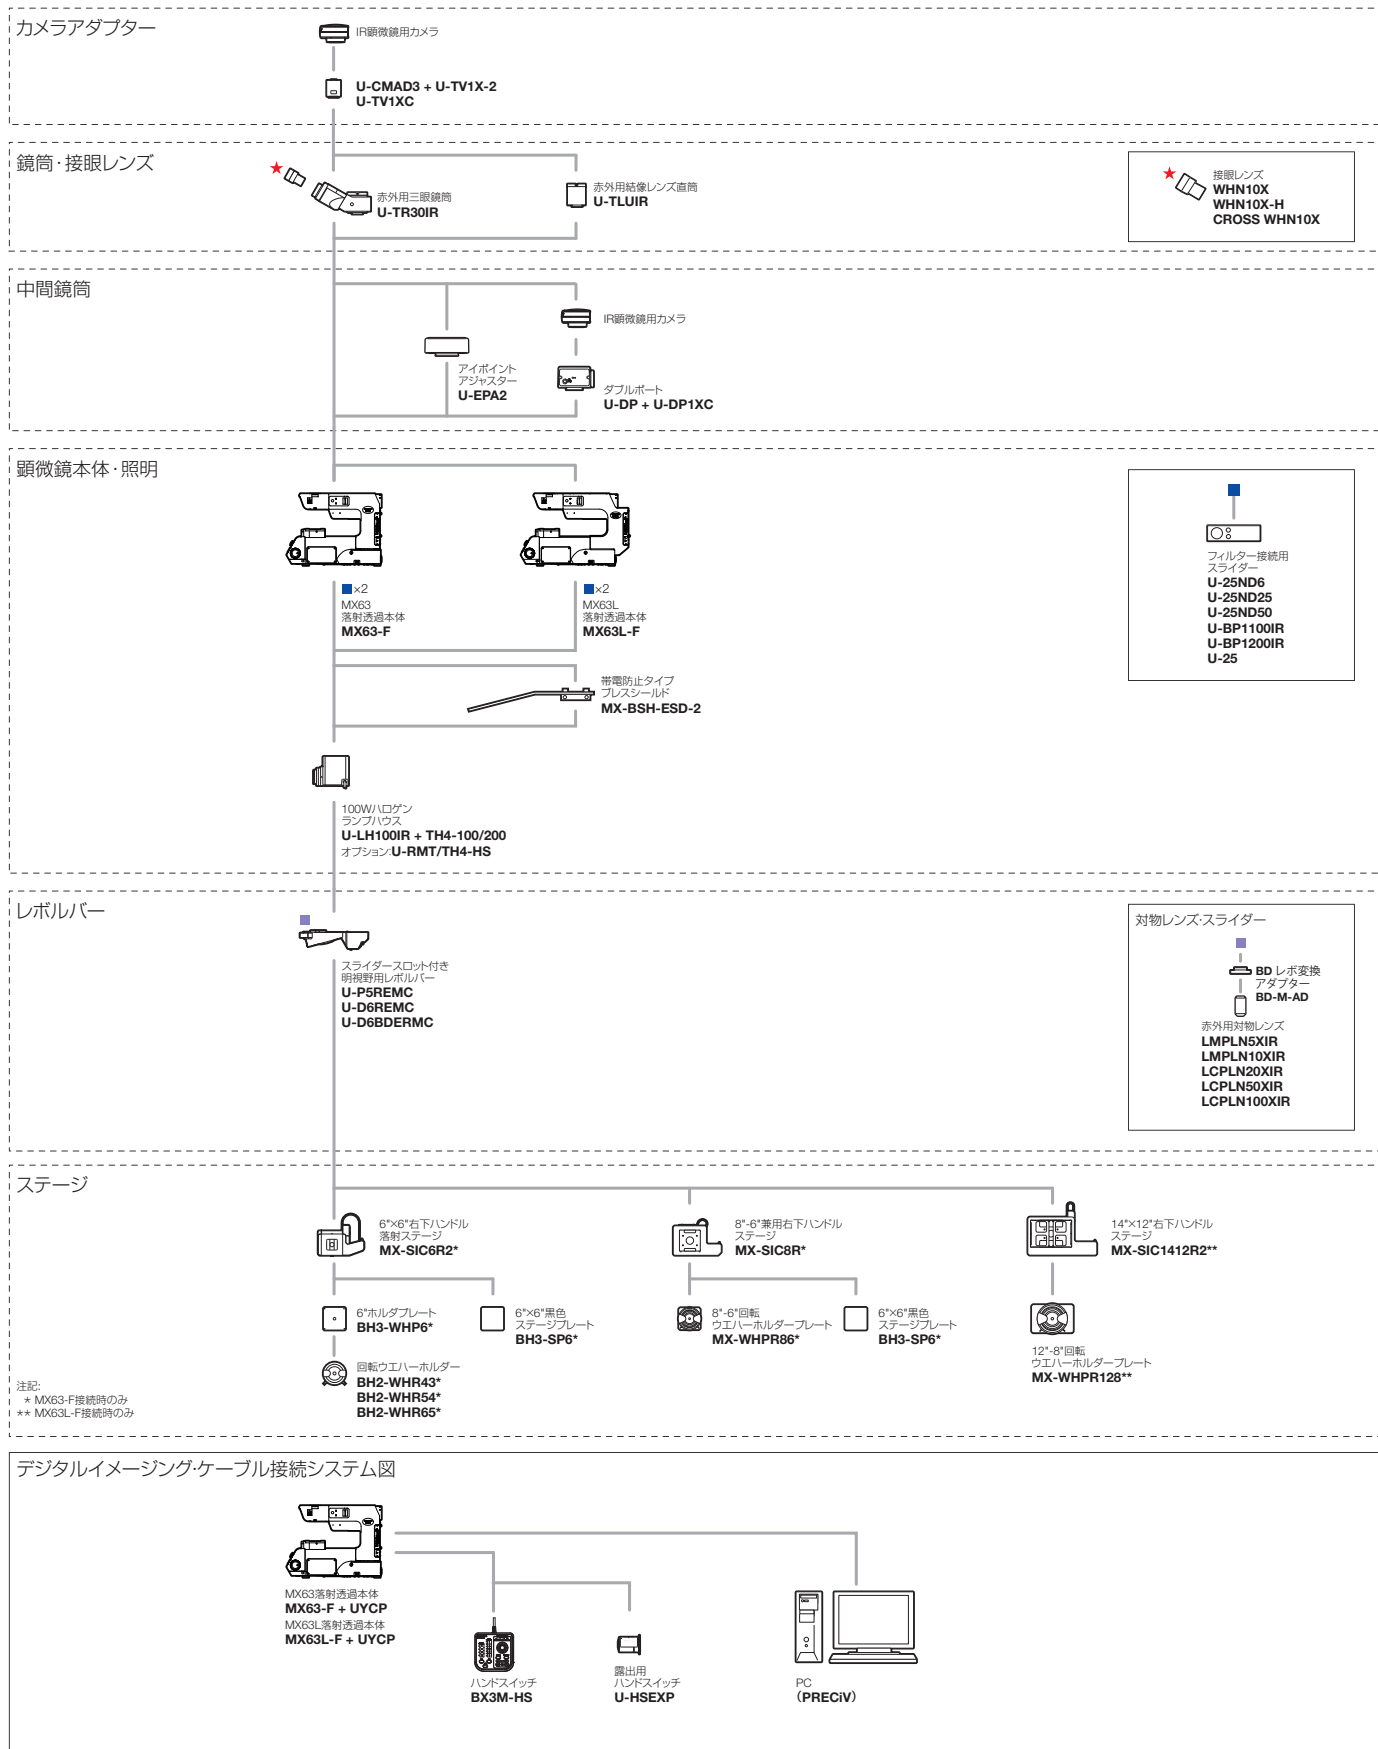 カメラアダプター
IR顕微鏡用カメラ
U-CMAD3 + U-TV1X-2
U-TV1XC
鏡筒・接眼レンズ
★
赤外用三眼鏡筒
U-TR30IR
赤外用結像レンズ直筒
U-TLUIR
★
接眼レンズ
WHN10X
WHN10X-H
CROSS WHN10X
中間鏡筒
アイポイント
アジャスター
U-EPA2
IR顕微鏡用カメラ
ダブルポート
U-DP + U-DP1XC
顕微鏡本体・照明
■×2
MX63
落射透過本体
MX63-F
■×2
MX63L
落射透過本体
MX63L-F
帯電防止タイプ
ブレスシールド
MX-BSH-ESD-2
100Wハロゲン
ランプハウス
U-LH100IR + TH4-100/200
オプション:U-RMT/TH4-HS
フィルター接続用
スライダー
U-25ND6
U-25ND25
U-25ND50
U-BP1100IR
U-BP1200IR
U-25
レボルバー
スライダースロット付き
明視野用レボルバー
U-P5REMC
U-D6REMC
U-D6BDERMC
対物レンズ・スライダー
BD レボ変換
アダプター
BD-M-AD
赤外用対物レンズ
LMPLN5XIR
LMPLN10XIR
LCPLN20XIR
LCPLN50XIR
LCPLN100XIR
ステージ
6"×6"右下ハンドル
落射ステージ
MX-SIC6R2*
8"-6"兼用右下ハンドル
ステージ
MX-SIC8R*
14"×12"右下ハンドル
ステージ
MX-SIC1412R2**
6"ホルダプレート
BH3-WHP6*
6"×6"黒色
ステージプレート
BH3-SP6*
8"-6"回転
ウエハーホルダープレート
MX-WHPR86*
6"×6"黒色
ステージプレート
BH3-SP6*
12"-8"回転
ウエハーホルダープレート
MX-WHPR128**
回転ウエハーホルダー
BH2-WHR43*
BH2-WHR54*
BH2-WHR65*
注記:
* MX63-F接続時のみ
** MX63L-F接続時のみ
デジタルイメージング・ケーブル接続システム図
MX63落射透過本体
MX63-F + UYCP
MX63L落射透過本体
MX63L-F + UYCP
ハンドスイッチ
BX3M-HS
露出用
ハンドスイッチ
U-HSEXP
PC
(PRECiV)